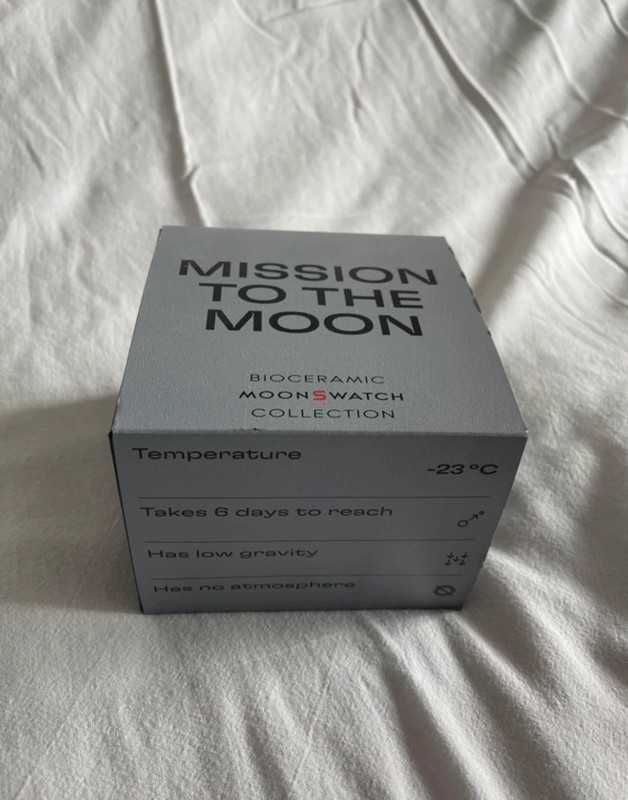 MISSION
TO THE
MOON
BIOCERAMIC
MOONSWATCH
COLLECTION
Temperature
-23°C
Takes 6 days to reach
Has low gravity
Has no atmosphere